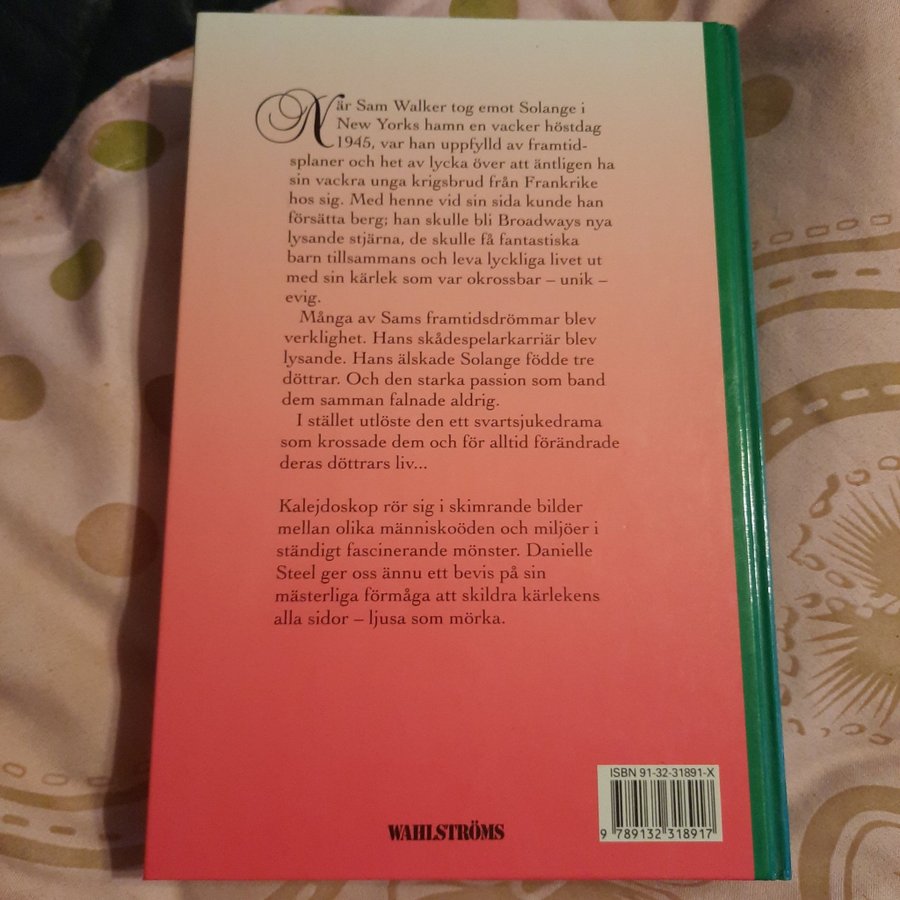 När Sam Walker tog emot Solange i
New Yorks hamn en vacker höstdag
1945, var han uppfylld av framtids-
planer och het av lycka över att äntligen ha
sin vackra unga krigsbrud från Frankrike
hos sig. Med henne vid sin sida kunde han
försätta berg; han skulle bli Broadways nya
lysande stjärna, de skulle få fantastiska
barn tillsammans och leva lyckliga livet ut
med sin kärlek som var okrossbar – unik –
evig.
Många av Sams framtidsdrömmar blev
verklighet. Hans skådespelarkarriär blev
lysande. Hans älskade Solange födde tre
döttrar. Och den starka passion som band
dem samman falnade aldrig.
I stället utlöste den ett svartsjukedrama
som krossade dem och för alltid förändrade
deras döttrars liv...
Kalejdoskop rör sig i skimrande bilder
mellan olika människoöden och miljöer i
ständigt fascinerande mönster. Danielle
Steel ger oss ännu ett bevis på sin
mästerliga förmåga att skildra kärlekens
alla sidor – ljusa som mörka.
ISBN 91-32-31891-X
9 789132 318917
WAHLSTRÖMS